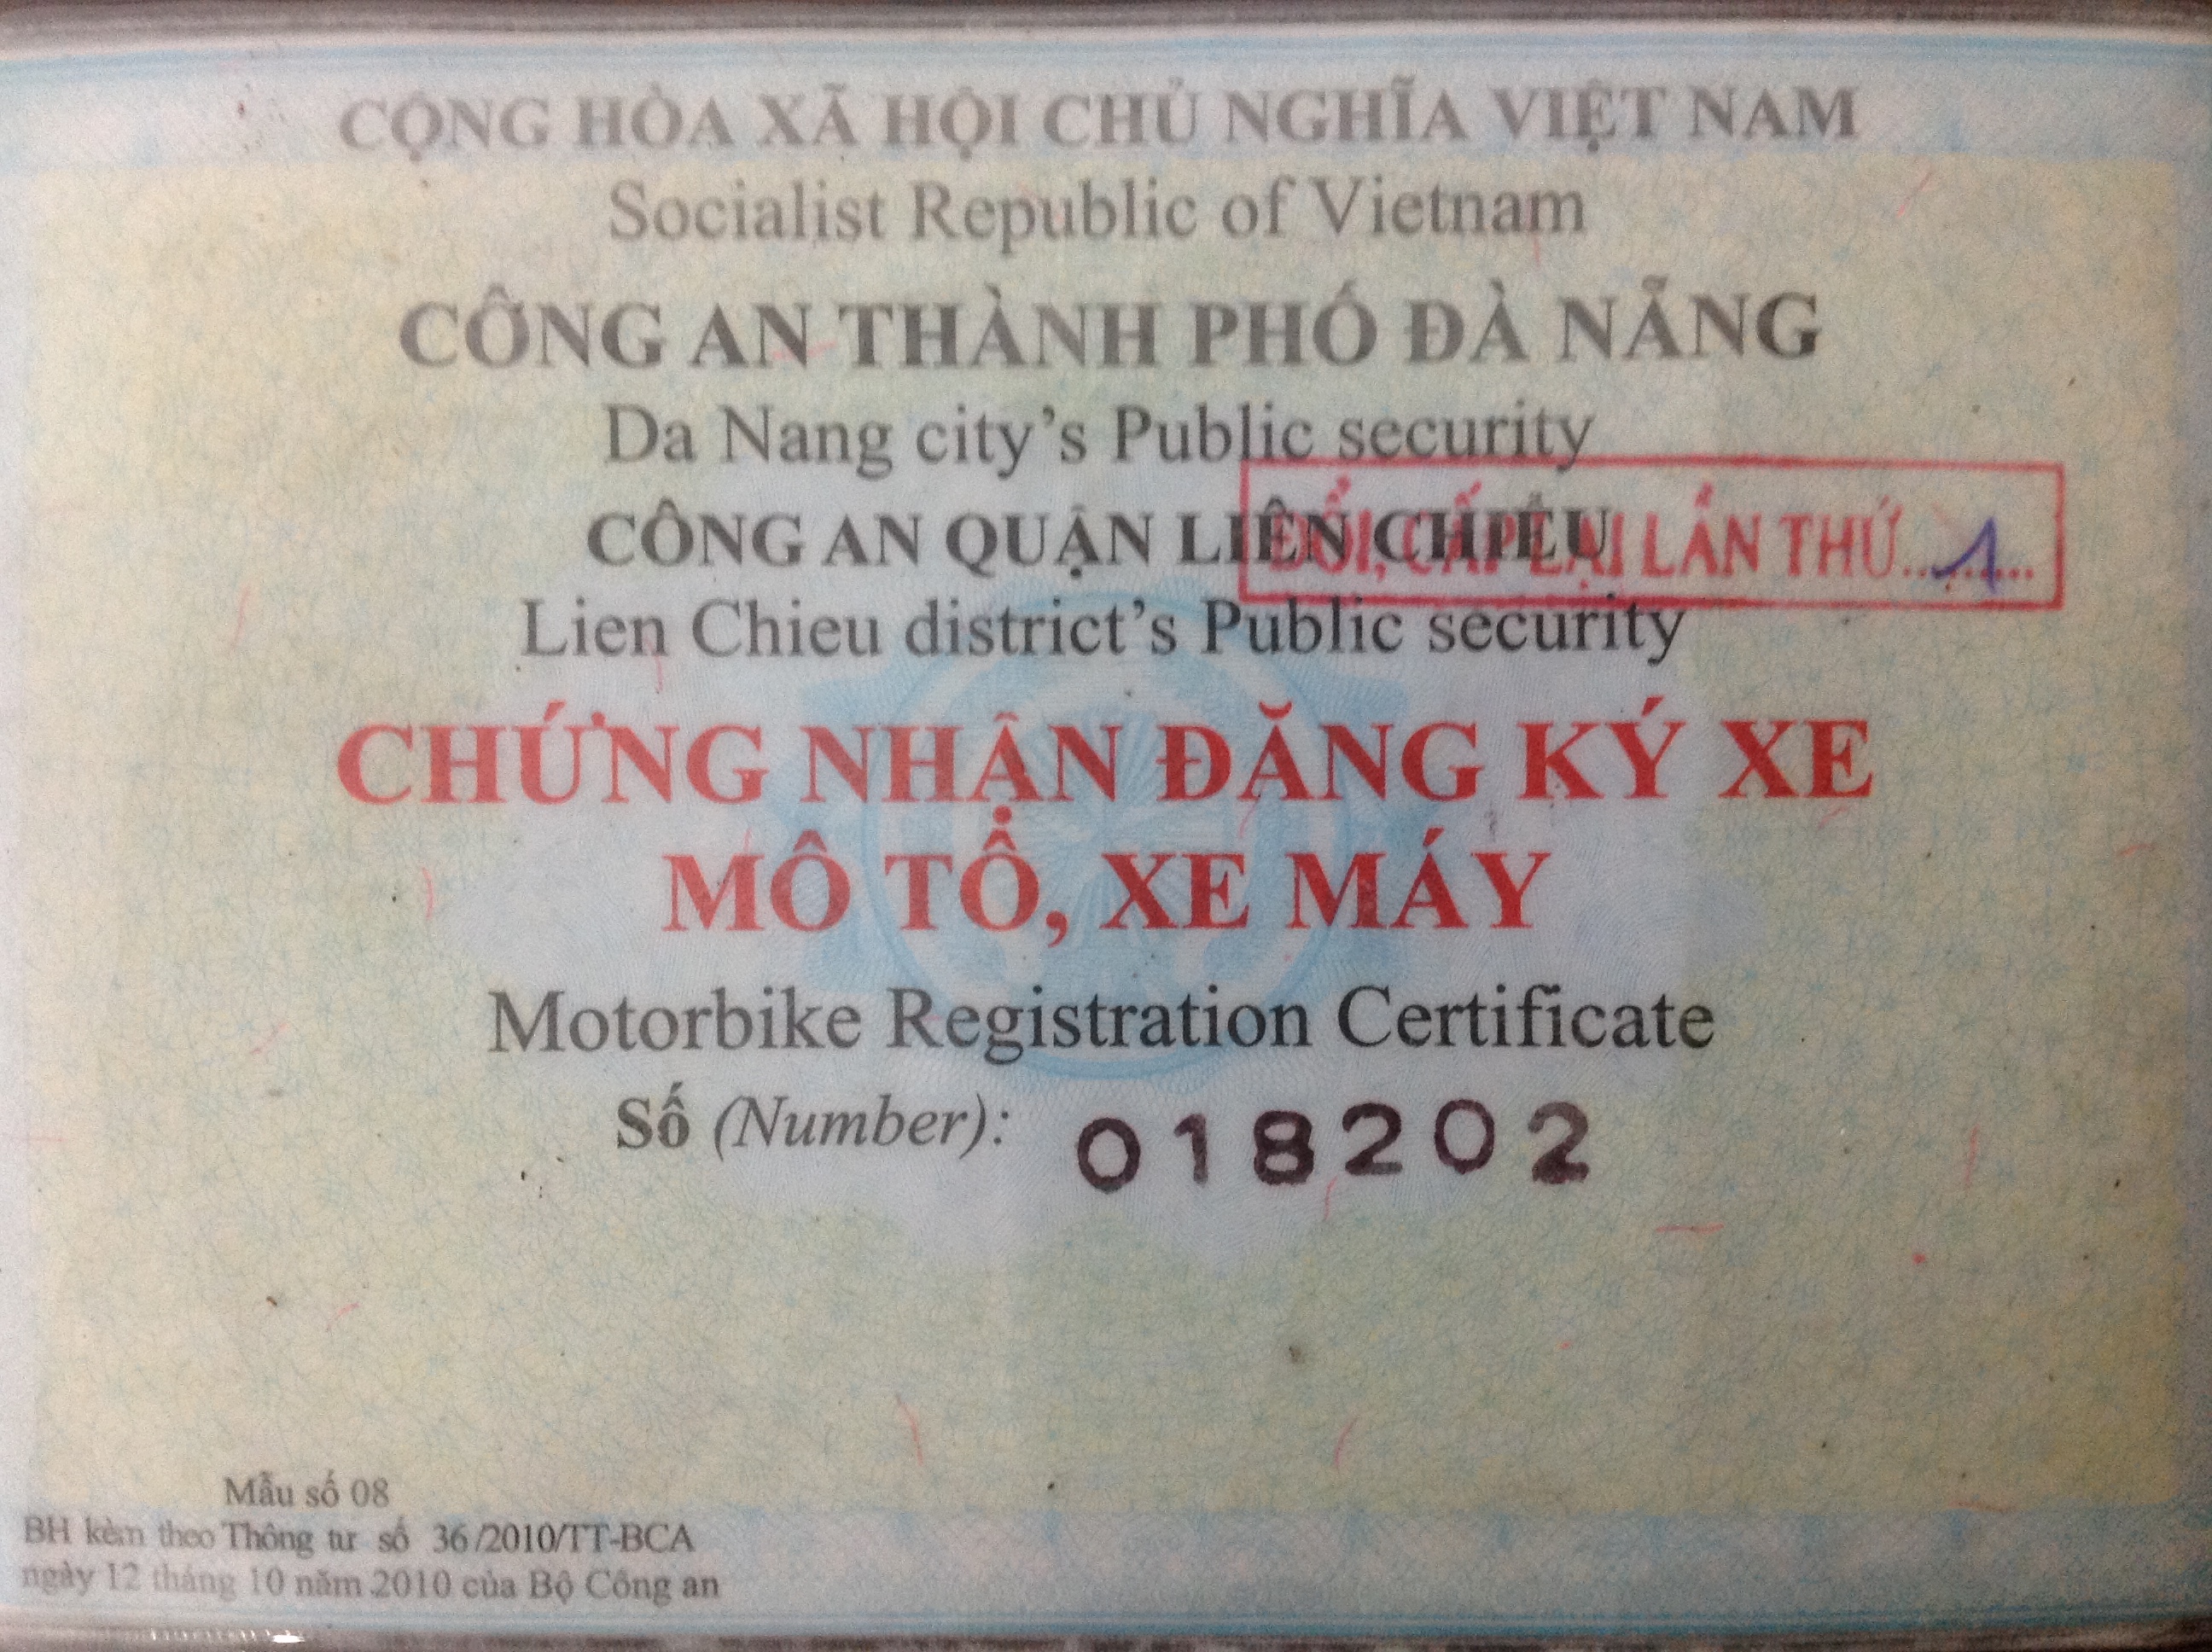 CỘNG HÒA XÃ HỘI CHỦ NGHĨA VIỆT NAM
Socialist Republic of Vietnam
CÔNG AN THÀNH PHỐ ĐÀ NẴNG
Da Nang city's Public security
CÔNG AN QUẬN LIÊN CHIỂU
ĐỔI, CẤP LẠI LẦN THỨ.....1.....
Lien Chieu district's Public security
CHỨNG NHẬN ĐĂNG KÝ XE
MÔ TÔ, XE MÁY
Motorbike Registration Certificate
Số (Number): 018202
Mẫu số 08
BH kèm theo Thông tư số 36/2010/TT-BCA
ngày 12 tháng 10 năm 2010 của Bộ Công an